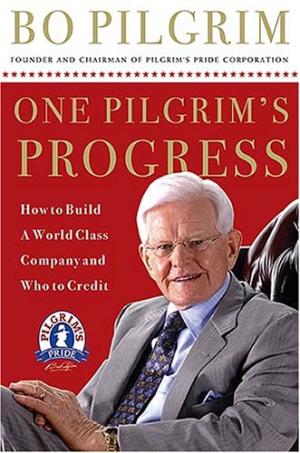 BO PILGRIM
FOUNDER AND CHAIRMAN OF PILGRIM'S PRIDE CORPORATION
ONE PILGRIM'S
PROGRESS
How to Build
A World Class
Company and
Who to Credit
PILGRIM'S
PRIDE